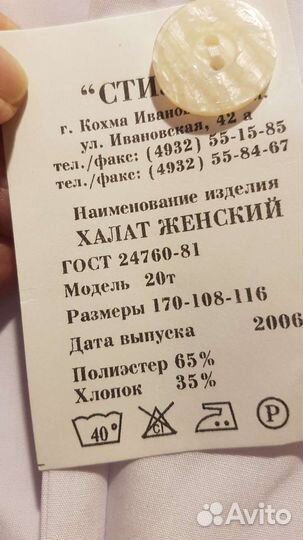 “СТИ
г. Кохма Ивано
ул. Ивановская, 42 а
тел./факс: (4932) 55-15-85
тел./факс: (4932) 55-84-67
Наименование изделия
ХАЛАТ ЖЕНСКИЙ
ГОСТ 24760-81
Модель 20т
Размеры 170-108-116
Дата выпуска 2006
Полиэстер 65%
Хлопок 35%
40° Cl P
Avito